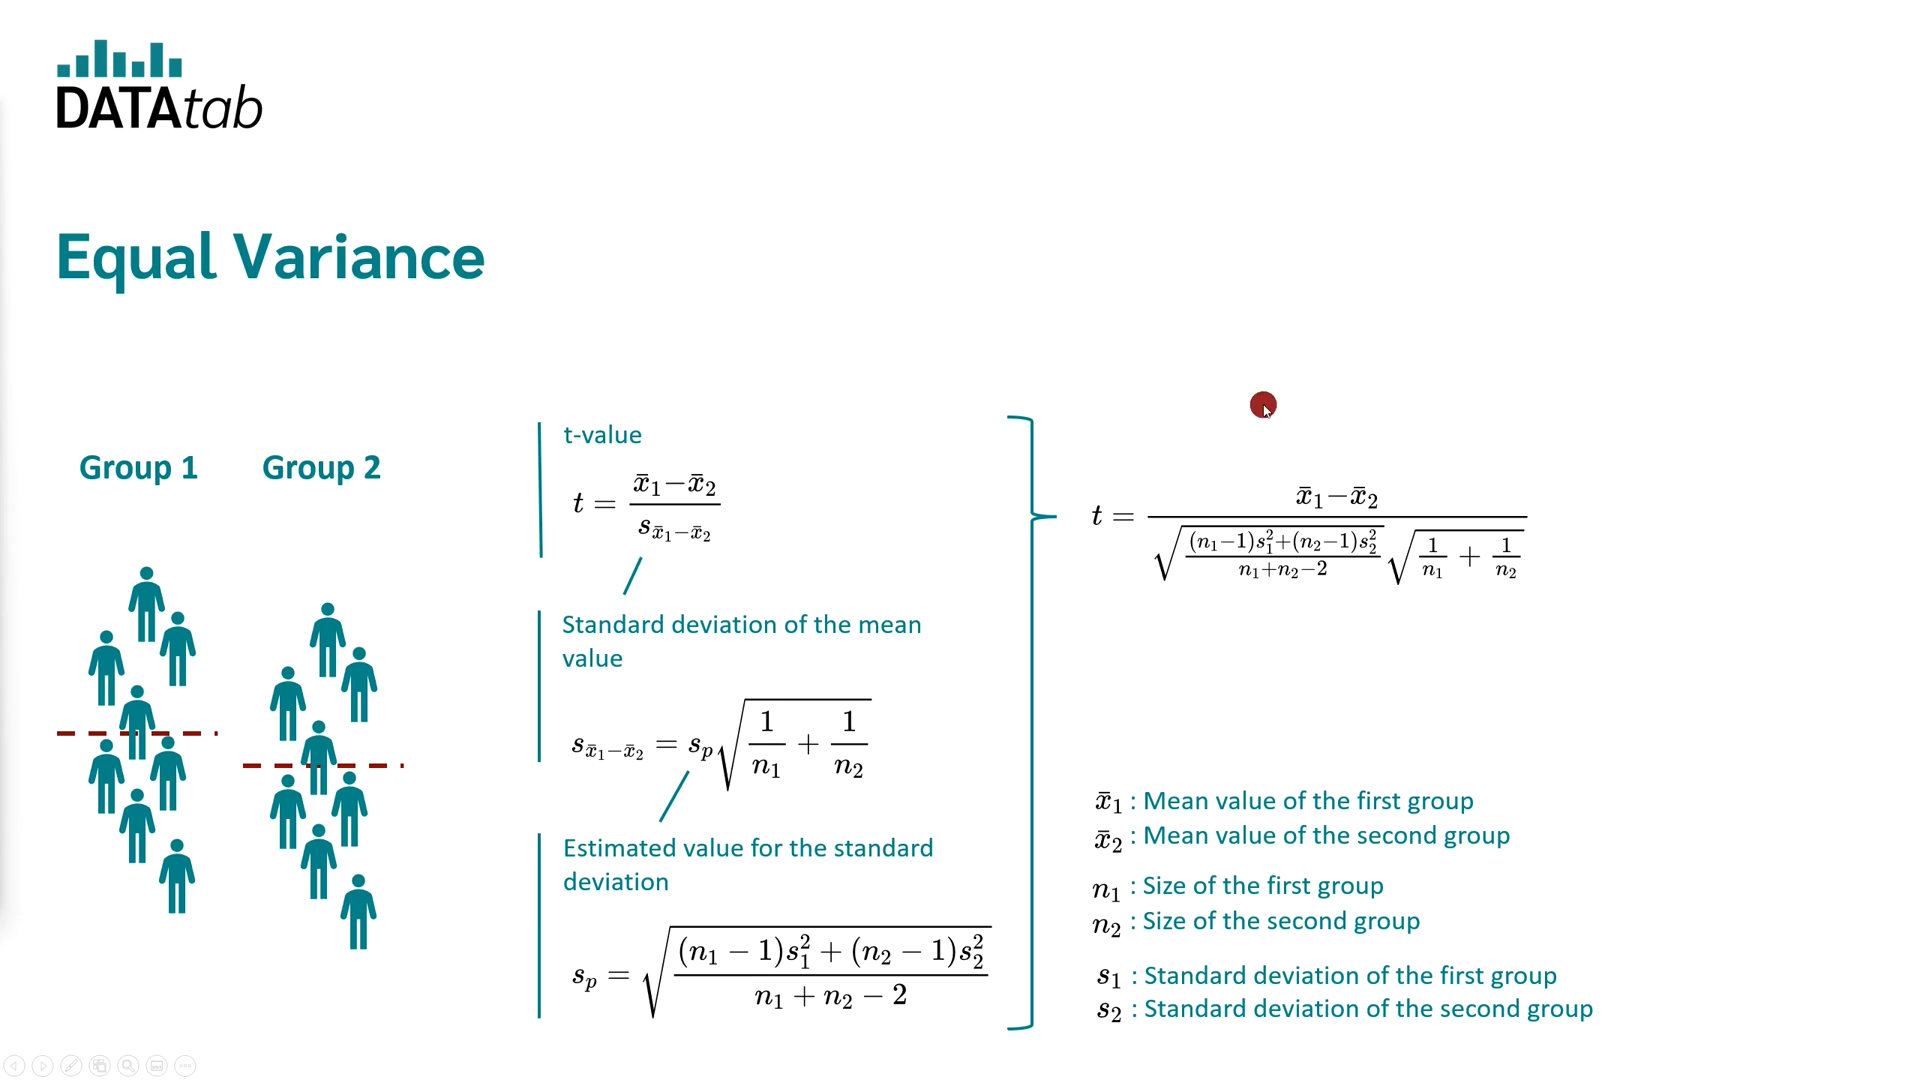 DATAtab
Equal Variance
Group 1
Group 2
t-value
t = (x̄₁−x̄₂) / s_{x̄₁−x̄₂}
Standard deviation of the mean
value
s_{x̄₁−x̄₂} = s_p √(1/n₁ + 1/n₂)
Estimated value for the standard
deviation
s_p = √(((n₁ − 1)s₁² + (n₂ − 1)s₂²) / (n₁ + n₂ − 2))
t = (x̄₁−x̄₂) / (√(((n₁−1)s₁²+(n₂−1)s₂²) / (n₁+n₂−2)) √(1/n₁ + 1/n₂))
x̄₁ : Mean value of the first group
x̄₂ : Mean value of the second group
n₁ : Size of the first group
n₂ : Size of the second group
s₁ : Standard deviation of the first group
s₂ : Standard deviation of the second group